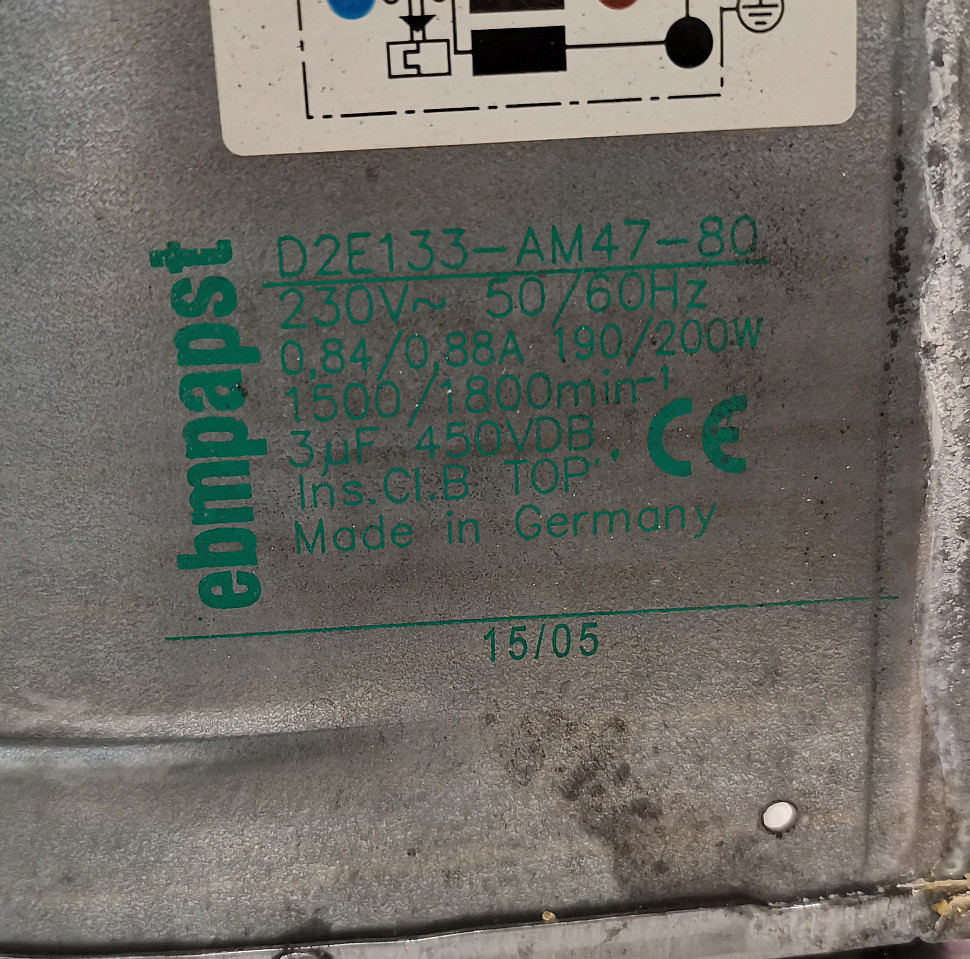 ebmpapst
D2E133-AM47-80
230V~ 50/60Hz
0,84/0,88A 190/200W
1500/1800min⁻¹
3µF 450VDB
CE
Ins.Cl.B TOP
Made in Germany
15/05